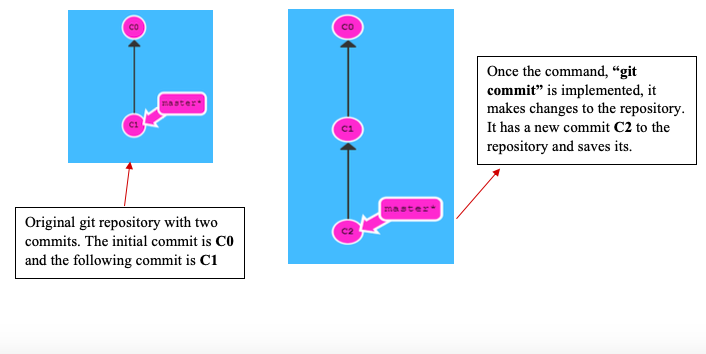 C0
master*
C1
Original git repository with two
commits. The initial commit is C0
and the following commit is C1
C0
C1
master*
C2
Once the command, “git
commit” is implemented, it
makes changes to the repository.
It has a new commit C2 to the
repository and saves its.